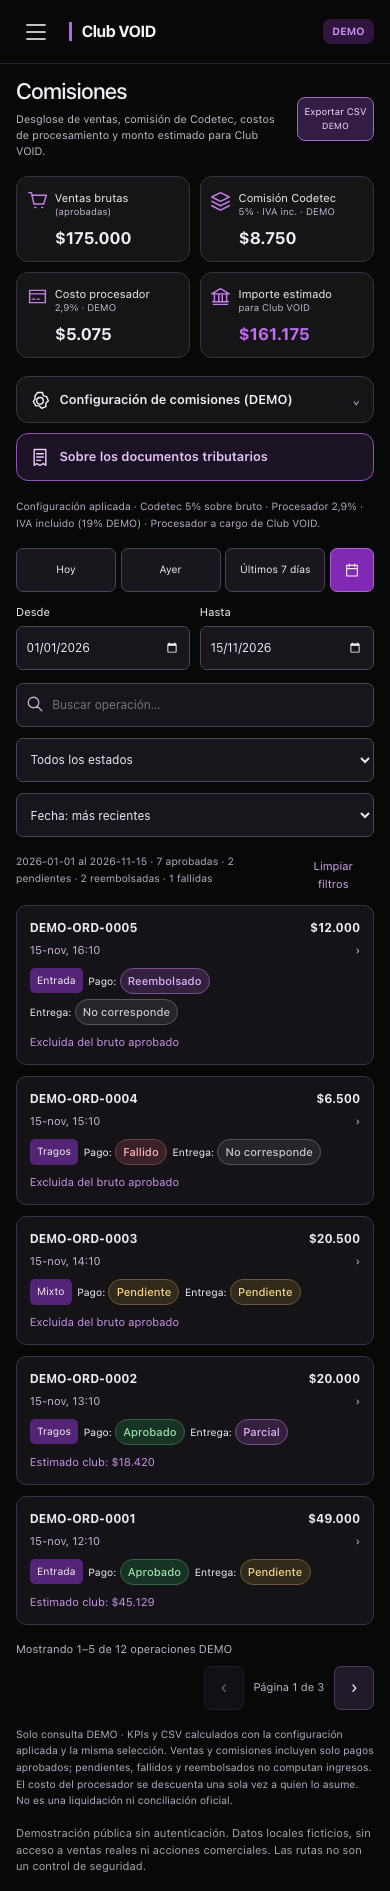 Club VOID
DEMO
Comisiones
Desglose de ventas, comisión de Codetec, costos
de procesamiento y monto estimado para Club
VOID.
Exportar CSV
DEMO
Ventas brutas
(aprobadas)
$175.000
Comisión Codetec
5% · IVA inc. · DEMO
$8.750
Costo procesador
2,9% · DEMO
$5.075
Importe estimado
para Club VOID
$161.175
Configuración de comisiones (DEMO)
Sobre los documentos tributarios
Configuración aplicada · Codetec 5% sobre bruto · Procesador 2,9% ·
IVA incluido (19% DEMO) · Procesador a cargo de Club VOID.
Hoy
Ayer
Últimos 7 días
Desde
Hasta
01/01/2026
15/11/2026
Buscar operación...
Todos los estados
Fecha: más recientes
2026-01-01 al 2026-11-15 · 7 aprobadas · 2
pendientes · 2 reembolsadas · 1 fallidas
Limpiar
filtros
DEMO-ORD-0005
$12.000
15-nov, 16:10
›
Entrada Pago: Reembolsado
Entrega: No corresponde
Excluida del bruto aprobado
DEMO-ORD-0004
$6.500
15-nov, 15:10
›
Tragos Pago: Fallido Entrega: No corresponde
Excluida del bruto aprobado
DEMO-ORD-0003
$20.500
15-nov, 14:10
›
Mixto Pago: Pendiente Entrega: Pendiente
Excluida del bruto aprobado
DEMO-ORD-0002
$20.000
15-nov, 13:10
›
Tragos Pago: Aprobado Entrega: Parcial
Estimado club: $18.420
DEMO-ORD-0001
$49.000
15-nov, 12:10
›
Entrada Pago: Aprobado Entrega: Pendiente
Estimado club: $45.129
Mostrando 1–5 de 12 operaciones DEMO
‹ Página 1 de 3 ›
Solo consulta DEMO · KPIs y CSV calculados con la configuración
aplicada y la misma selección. Ventas y comisiones incluyen solo pagos
aprobados; pendientes, fallidos y reembolsados no computan ingresos.
El costo del procesador se descuenta una sola vez a quien lo asume.
No es una liquidación ni conciliación oficial.
Demostración pública sin autenticación. Datos locales ficticios, sin
acceso a ventas reales ni acciones comerciales. Las rutas no son
un control de seguridad.